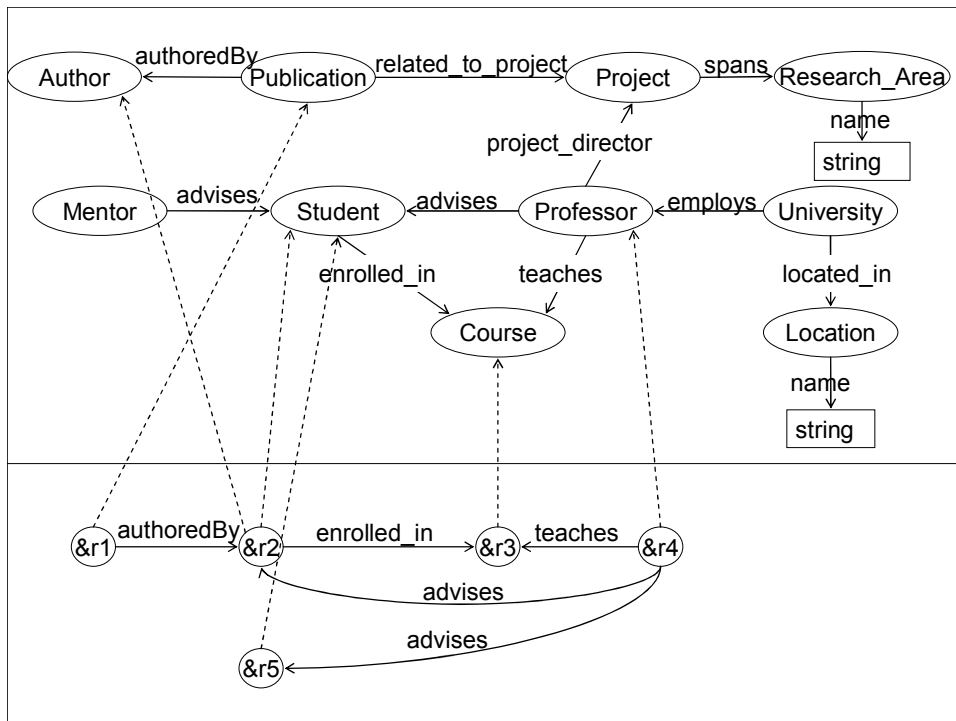 authoredBy
Author
Publication
related_to_project
Project
spans
Research_Area
name
string
project_director
Mentor
advises
Student
advises
Professor
employs
University
enrolled_in
teaches
located_in
Course
Location
name
string
&r1
authoredBy
&r2
enrolled_in
&r3
teaches
&r4
advises
advises
&r5